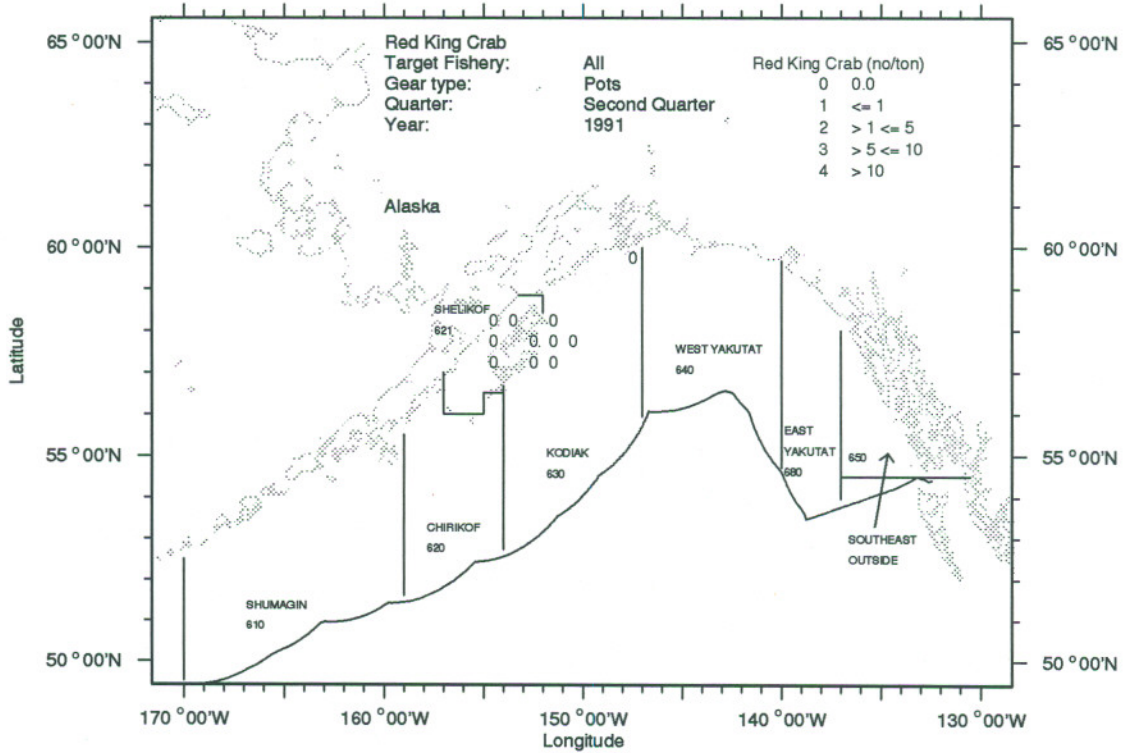 65°00'N
65°00'N
Red King Crab
Target Fishery: All
Gear type: Pots
Quarter: Second Quarter
Year: 1991
Red King Crab (no/ton)
0 0.0
1 <= 1
2 > 1 <= 5
3 > 5 <= 10
4 > 10
Alaska
60°00'N
60°00'N
0
SHELIKOF
621
0 0 0
0 0 0 0
0 0 0
WEST YAKUTAT
640
EAST
YAKUTAT
680
650
KODIAK
630
55°00'N
55°00'N
CHIRIKOF
620
SOUTHEAST
OUTSIDE
SHUMAGIN
610
50°00'N
50°00'N
170°00'W
160°00'W
150°00'W
140°00'W
130°00'W
Longitude
Latitude